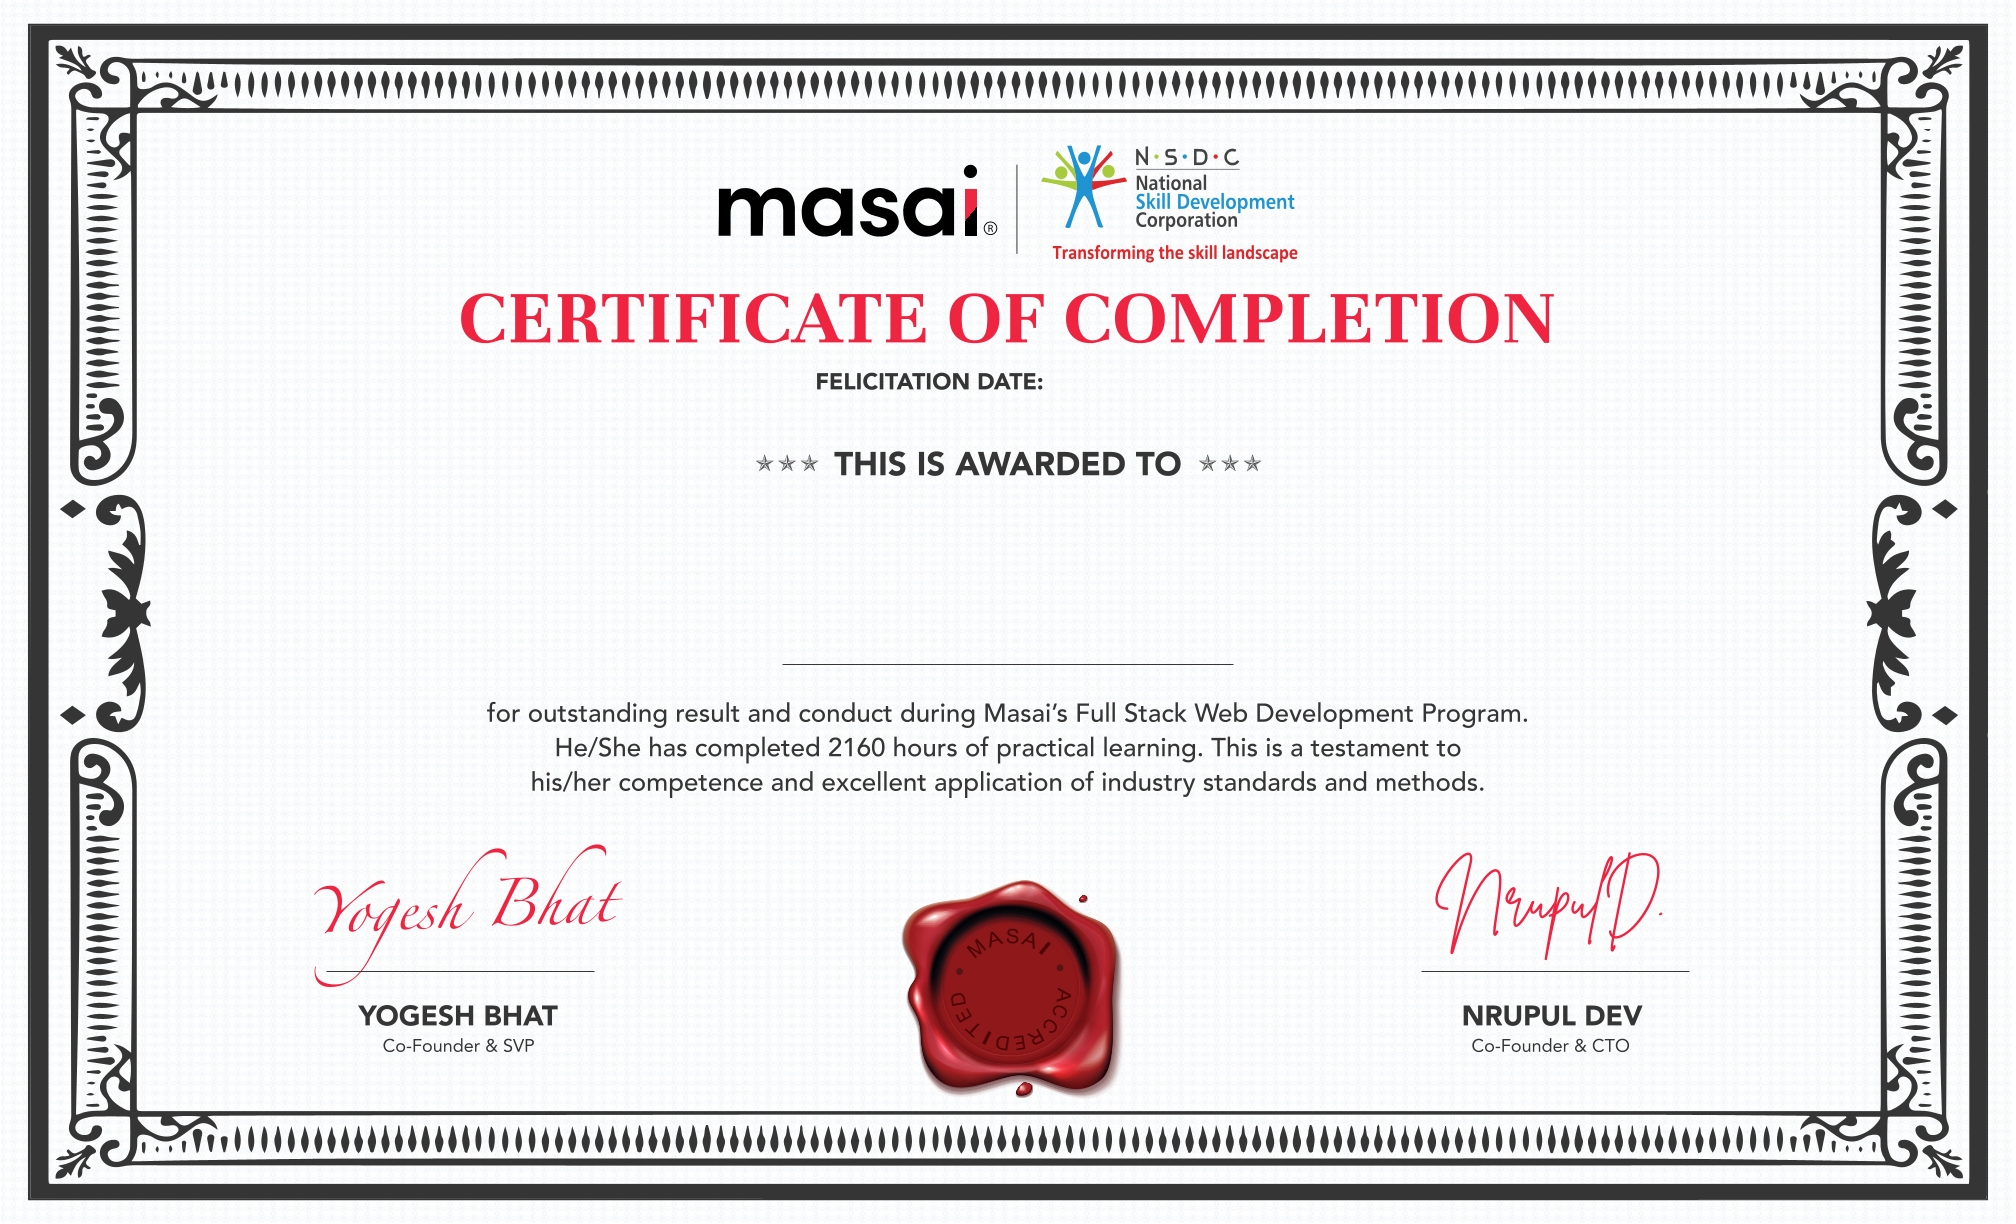 masai®
N·S·D·C
National
Skill Development
Corporation
Transforming the skill landscape
CERTIFICATE OF COMPLETION
FELICITATION DATE:
THIS IS AWARDED TO
for outstanding result and conduct during Masai’s Full Stack Web Development Program.
He/She has completed 2160 hours of practical learning. This is a testament to
his/her competence and excellent application of industry standards and methods.
Yogesh Bhat
YOGESH BHAT
Co-Founder & SVP
MASAI
ACCREDITED
Nrupul D.
NRUPUL DEV
Co-Founder & CTO